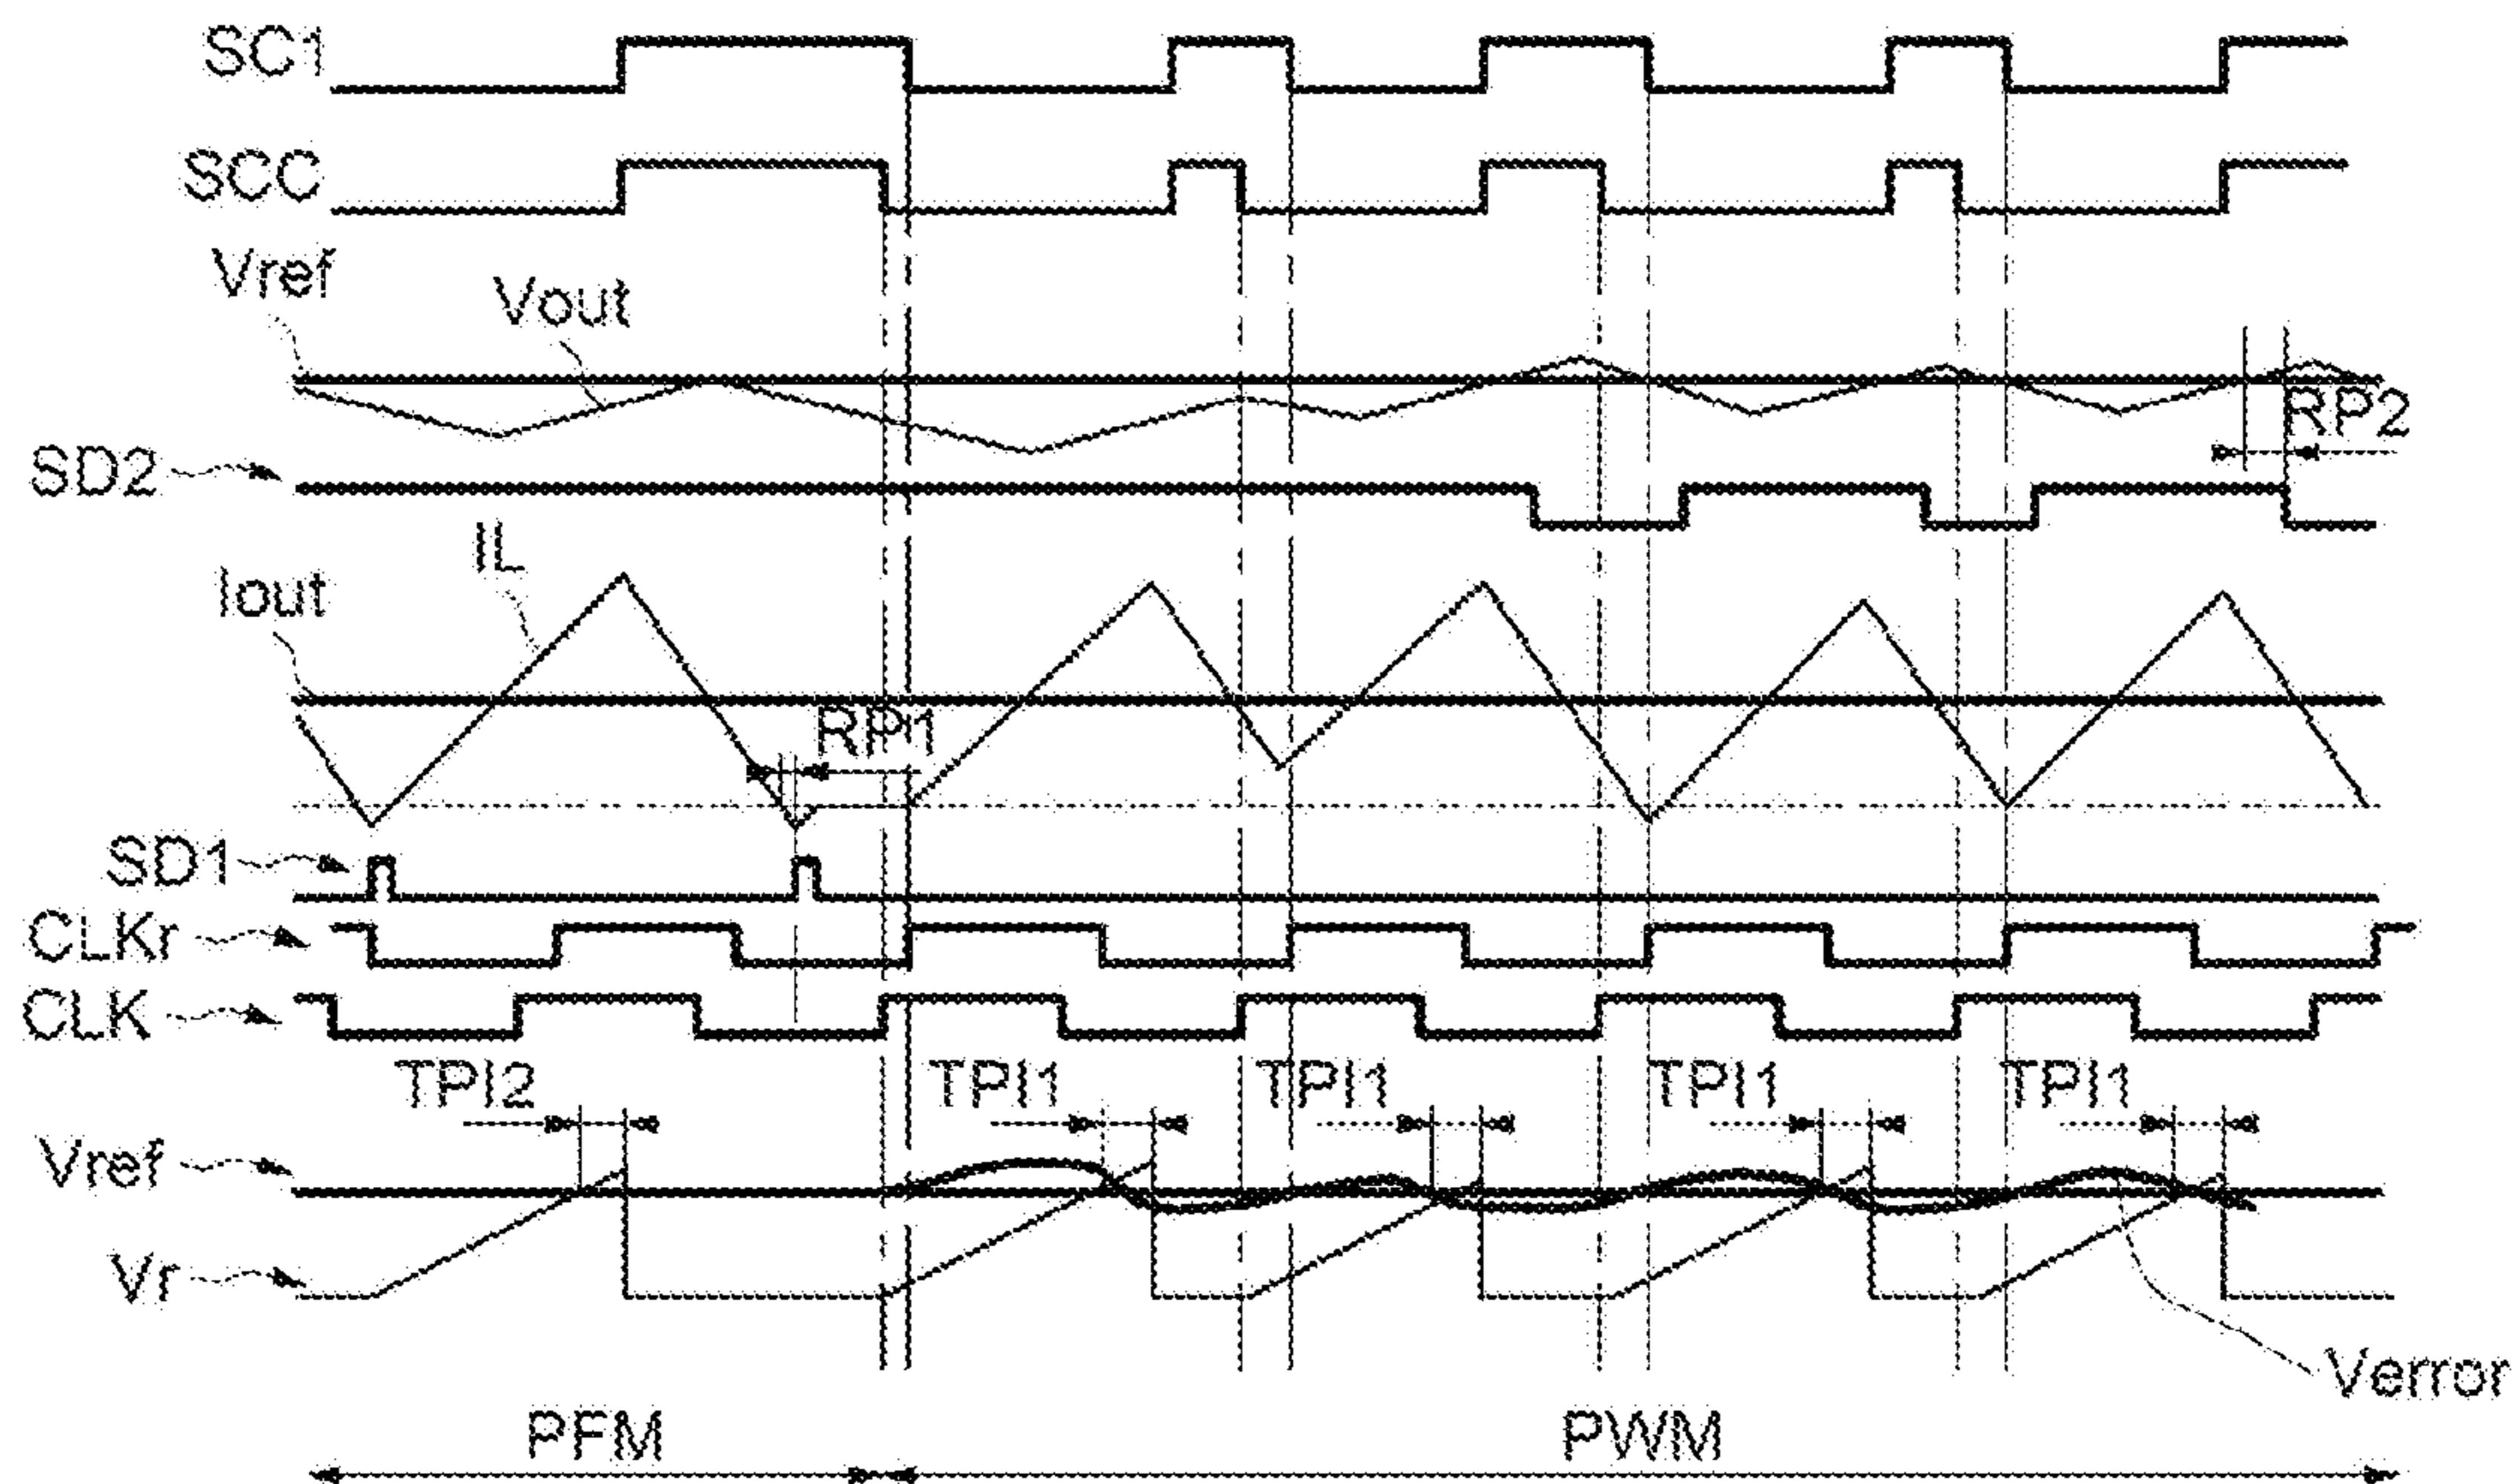 SC1
SCC
Vref
Vout
RP2
SD2
IL
Iout
RP1
SD1
CLKr
CLK
TPI2 TPI1 TPI1 TPI1 TPI1
Vref
Vr
Verror
PFM PWM